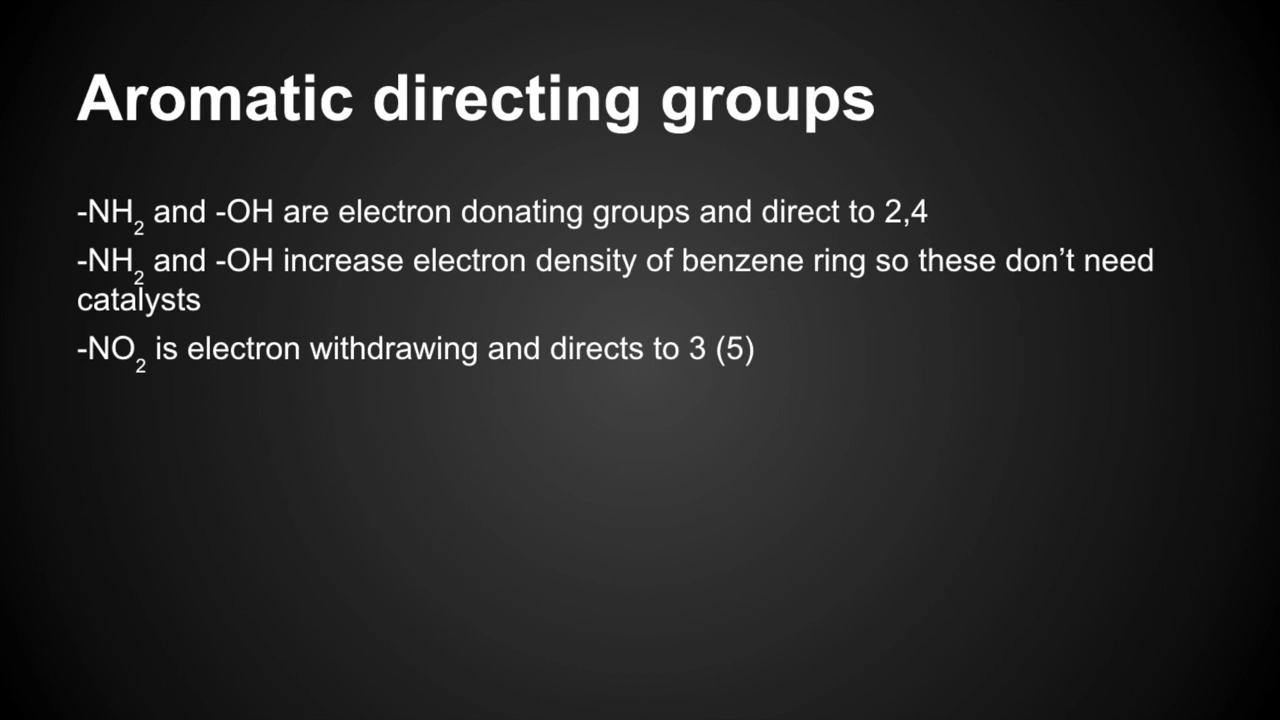 Aromatic directing groups
-NH₂ and -OH are electron donating groups and direct to 2,4
-NH₂ and -OH increase electron density of benzene ring so these don’t need
catalysts
-NO₂ is electron withdrawing and directs to 3 (5)